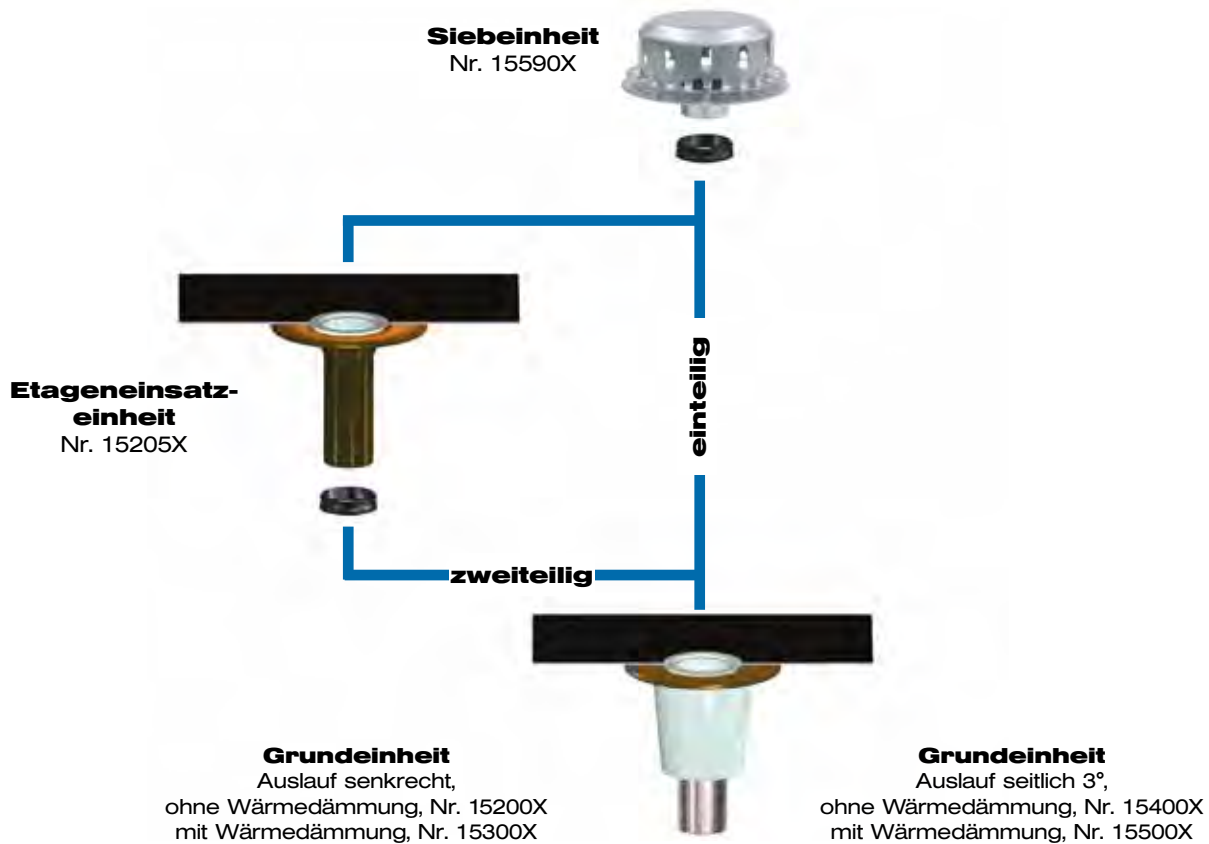 Siebeinheit
Nr. 15590X
einteilig
Etageneinsatz-
einheit
Nr. 15205X
zweiteilig
Grundeinheit
Auslauf senkrecht,
ohne Wärmedämmung, Nr. 15200X
mit Wärmedämmung, Nr. 15300X
Grundeinheit
Auslauf seitlich 3°,
ohne Wärmedämmung, Nr. 15400X
mit Wärmedämmung, Nr. 15500X